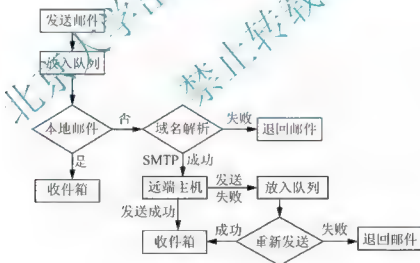 发送邮件
放入队列
本地邮件
否
域名解析
失败
退回邮件
是
SMTP
成功
收件箱
远端主机
发送
失败
放入队列
发送成功
收件箱
成功
重新发送
失败
退回邮件
禁止转载